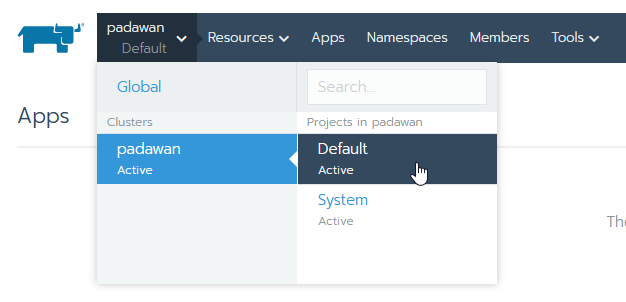 padawan
Default
Resources Apps Namespaces Members Tools
Global
Search...
Clusters
Projects in padawan
padawan
Active
Default
Active
System
Active
Apps